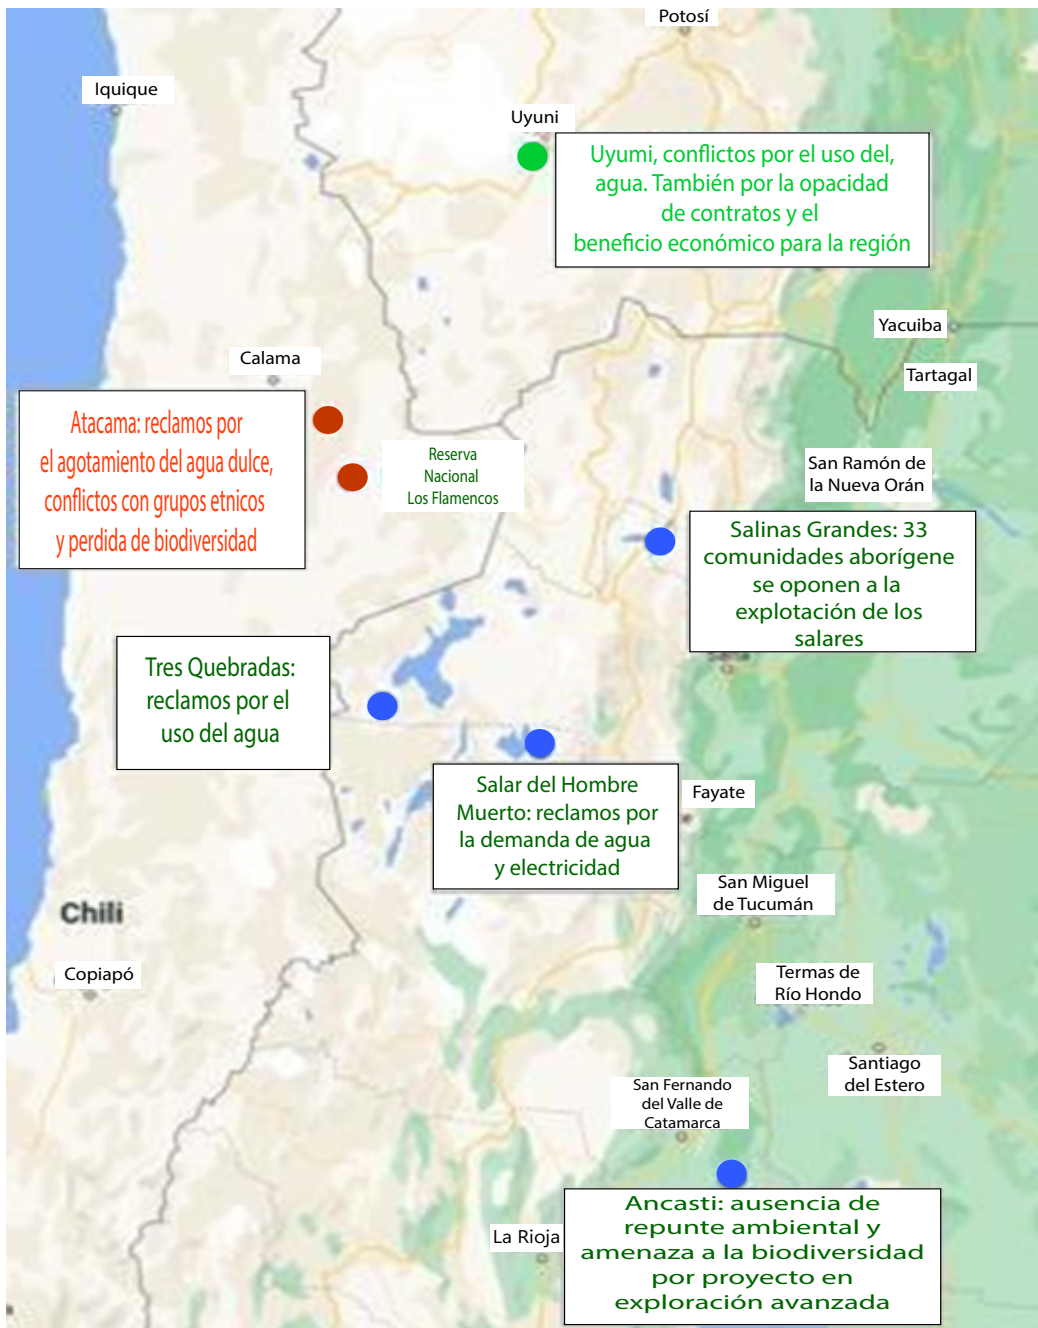 Potosí
Iquique
Uyuni
Uyumi, conflictos por el uso del,
agua. También por la opacidad
de contratos y el
beneficio económico para la región
Yacuiba
Calama
Tartagal
Atacama: reclamos por
el agotamiento del agua dulce,
conflictos con grupos etnicos
y perdida de biodiversidad
Reserva
Nacional
Los Flamencos
San Ramón de
la Nueva Orán
Salinas Grandes: 33
comunidades aborígene
se oponen a la
explotación de los
salares
Tres Quebradas:
reclamos por el
uso del agua
Salar del Hombre
Muerto: reclamos por
la demanda de agua
y electricidad
Fayate
San Miguel
de Tucumán
Chili
Copiapó
Termas de
Río Hondo
Santiago
del Estero
San Fernando
del Valle de
Catamarca
Ancasti: ausencia de
repunte ambiental y
amenaza a la biodiversidad
por proyecto en
exploración avanzada
La Rioja